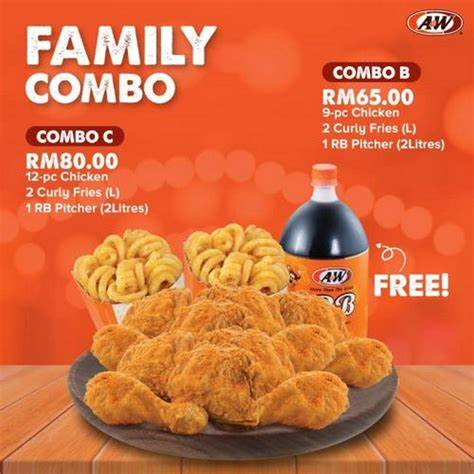 FAMILY
COMBO
A&W
COMBO B
RM65.00
9-pc Chicken
2 Curly Fries (L)
1 RB Pitcher (2Litres)
COMBO C
RM80.00
12-pc Chicken
2 Curly Fries (L)
1 RB Pitcher (2Litres)
A&W
FREE!